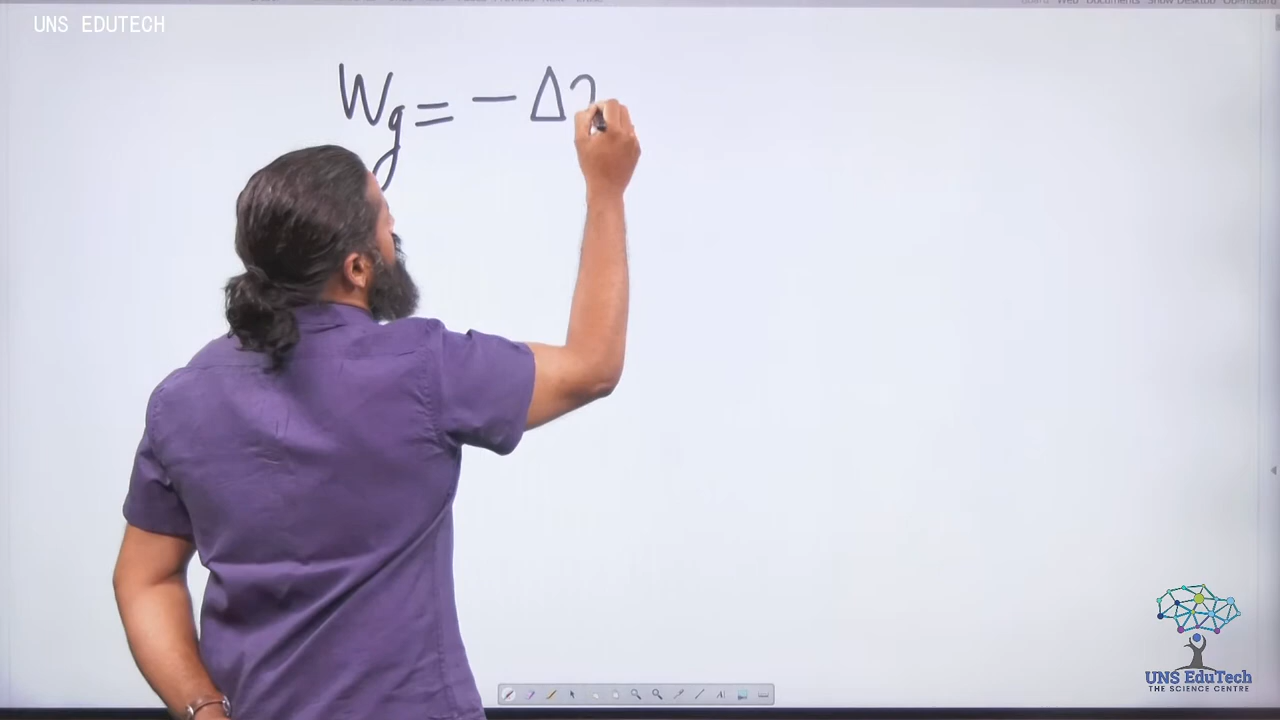 UNS EDUTECH
Wg = - Δ
UNS EduTech
THE SCIENCE CENTRE